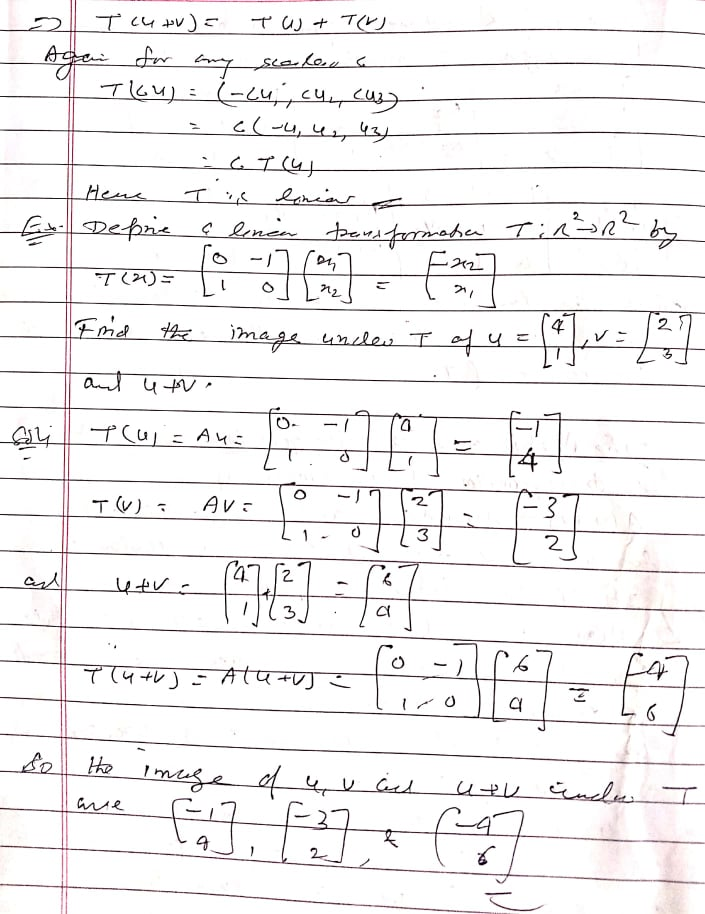 ⇒ T(u+v) = T(u) + T(v)
Again for any scalar c
T(cu) = (-cu₁, cu₂, cu₃)
= c(-u₁, u₂, u₃)
= c T(u)
Hence T is linear
Ex. Define a linear transformation T: R²→R² by
T(x) = [0 -1; 1 0] [x₁; x₂] = [-x₂; x₁]
Find the image under T of u = [4; 1], v = [2; 3]
and u+v.
Sol: T(u) = Au = [0 -1; 1 0] [4; 1] = [-1; 4]
T(v) = Av = [0 -1; 1 0] [2; 3] = [-3; 2]
and u+v = [4; 1] + [2; 3] = [6; 4]
∴ T(u+v) = A(u+v) = [0 -1; 1 0] [6; 4] = [-4; 6]
So the image of u, v and u+v under T
are [-1; 4], [-3; 2], & [-4; 6]